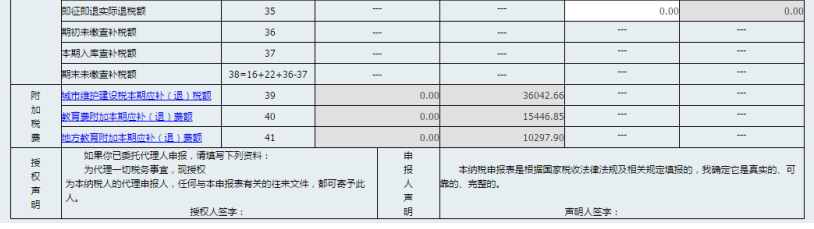 即征即退实际退税额 35 --- --- 0.00 0.00
期初未缴查补税额 36 --- --- --- ---
本期入库查补税额 37 --- --- --- ---
期末未缴查补税额 38=16+22+36-37 --- --- --- ---
附加税费
城市维护建设税本期应补（退）税额 39 0.00 36042.66 --- ---
教育费附加本期应补（退）费额 40 0.00 15446.85 --- ---
地方教育附加本期应补（退）费额 41 0.00 10297.90 --- ---
授权声明
如果你已委托代理人申报，请填写下列资料：
为代理一切税务事宜，现授权
为本纳税人的代理申报人，任何与本申报表有关的往来文件，都可寄予此
人。
授权人签字：
申报人声明
本纳税申报表是根据国家税收法律法规及相关规定填报的，我确定它是真实的、可
靠的、完整的。
声明人签字：